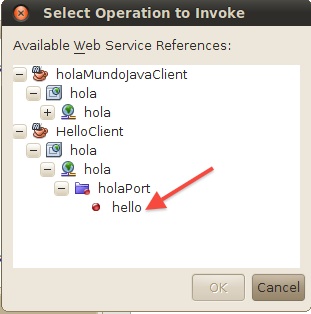 Select Operation to Invoke
Available Web Service References:
holaMundoJavaClient
hola
hola
HelloClient
hola
hola
holaPort
hello
OK Cancel